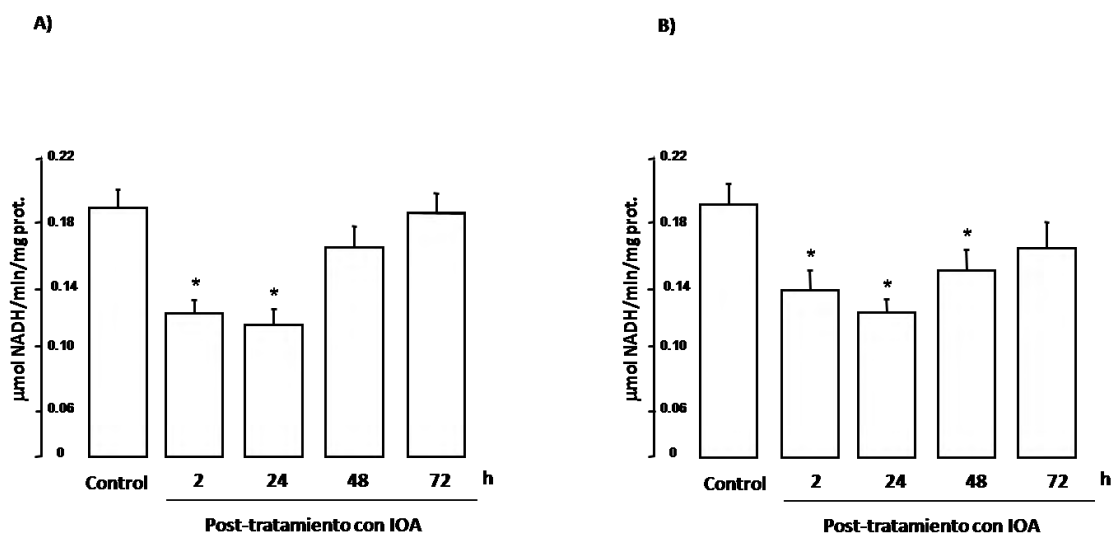 A)
µmol NADH/min/mg prot.
0.22
0.18
0.14
0.10
0.06
0
*
*
Control 2 24 48 72 h
Post-tratamiento con IOA
B)
µmol NADH/min/mg prot.
0.22
0.18
0.14
0.10
0.06
0
*
*
*
Control 2 24 48 72 h
Post-tratamiento con IOA